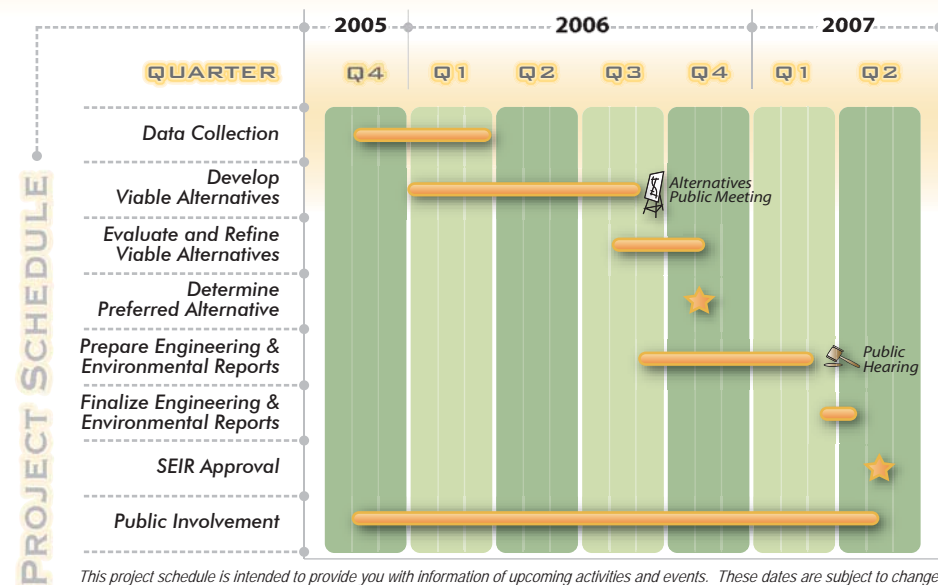 2005 2006 2007
QUARTER Q4 Q1 Q2 Q3 Q4 Q1 Q2
PROJECT SCHEDULE
Data Collection
Develop
Viable Alternatives
Alternatives
Public Meeting
Evaluate and Refine
Viable Alternatives
Determine
Preferred Alternative
Prepare Engineering &
Environmental Reports
Public
Hearing
Finalize Engineering &
Environmental Reports
SEIR Approval
Public Involvement
This project schedule is intended to provide you with information of upcoming activities and events. These dates are subject to change